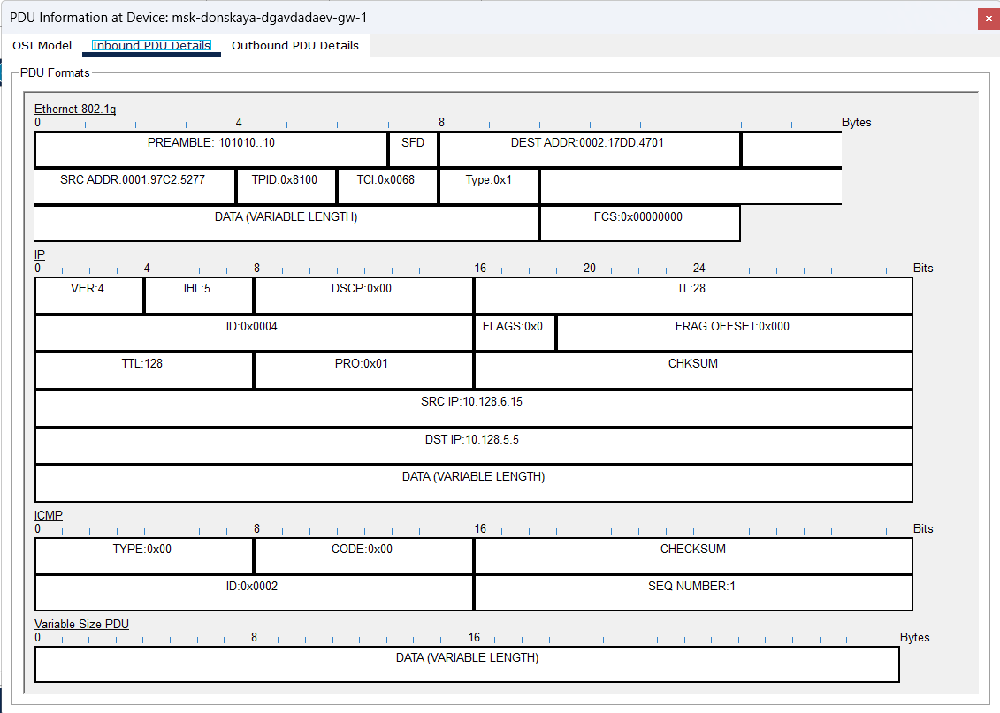 PDU Information at Device: msk-donskaya-dgavdadaev-gw-1
OSI Model Inbound PDU Details Outbound PDU Details
PDU Formats
Ethernet 802.1q
0 4 8 Bytes
PREAMBLE: 101010..10 SFD DEST ADDR:0002.17DD.4701
SRC ADDR:0001.97C2.5277 TPID:0x8100 TCI:0x0068 Type:0x1
DATA (VARIABLE LENGTH) FCS:0x00000000
IP
0 4 8 16 20 24 Bits
VER:4 IHL:5 DSCP:0x00 TL:28
ID:0x0004 FLAGS:0x0 FRAG OFFSET:0x000
TTL:128 PRO:0x01 CHKSUM
SRC IP:10.128.6.15
DST IP:10.128.5.5
DATA (VARIABLE LENGTH)
ICMP
0 8 16 Bits
TYPE:0x00 CODE:0x00 CHECKSUM
ID:0x0002 SEQ NUMBER:1
Variable Size PDU
0 8 16 Bytes
DATA (VARIABLE LENGTH)